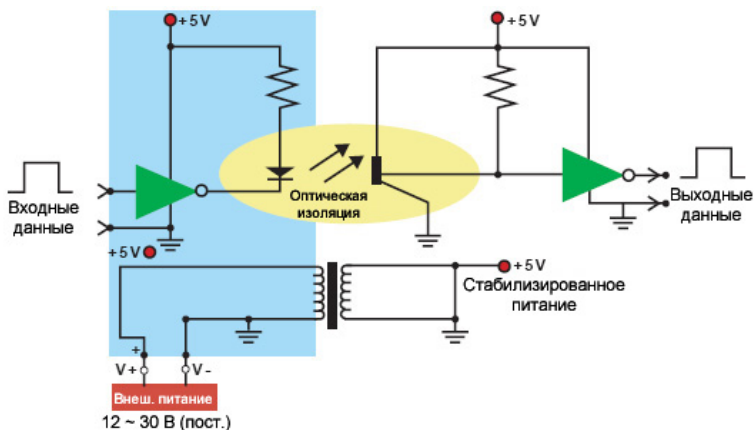 +5V
+5V
Оптическая
изоляция
Входные
данные
Выходные
данные
+5V
+5V
Стабилизированное
питание
+
V+
V-
Внеш. питание
12 ~ 30 В (пост.)